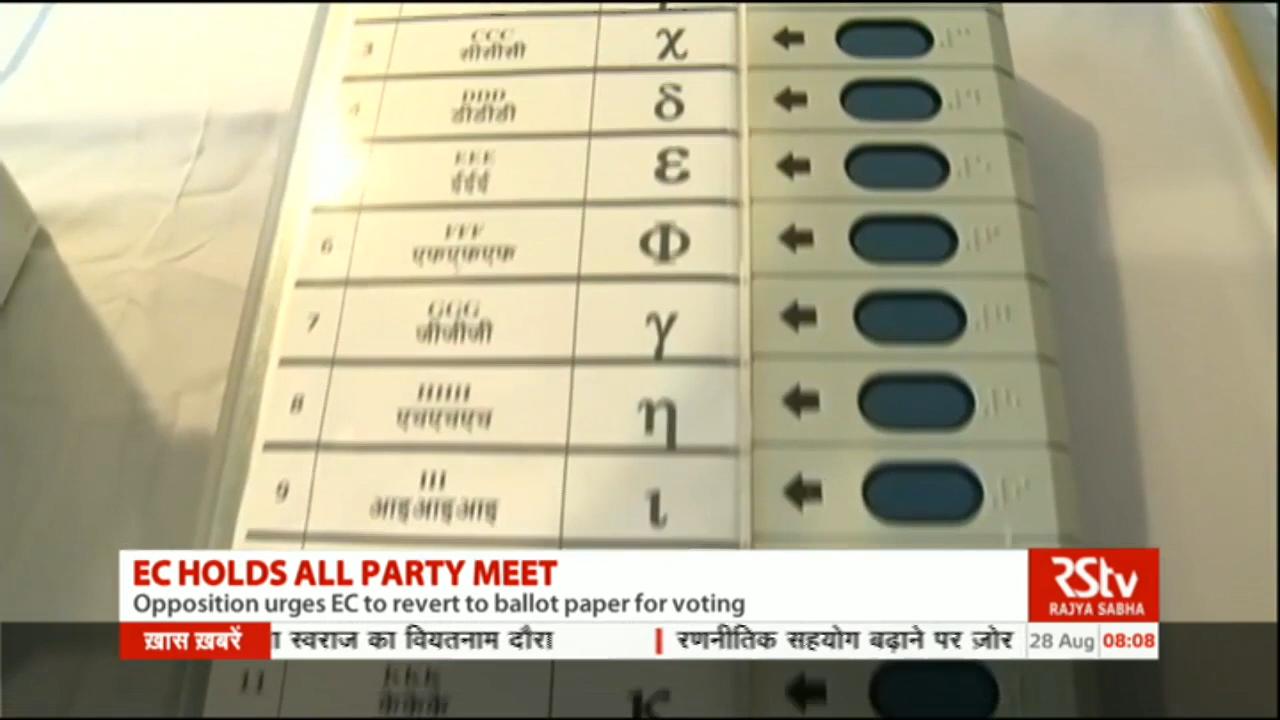 3 CCC सीसीसी χ
4 DDD डीडीडी δ
EEE ईईई ε
6 FFF एफएफएफ Φ
7 GGG जीजीजी γ
8 HHH एचएचएच η
9 III आइआइआइ ι
EC HOLDS ALL PARTY MEET
Opposition urges EC to revert to ballot paper for voting
RStv
RAJYA SABHA
ख़ास ख़बरें ा स्वराज का वियतनाम दौरा | रणनीतिक सहयोग बढ़ाने पर ज़ोर 28 Aug 08:08
11 KKK केकेके κ